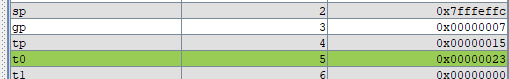 sp 2 0x7fffeffc
gp 3 0x00000007
tp 4 0x00000015
t0 5 0x00000023
t1 6 0x00000000